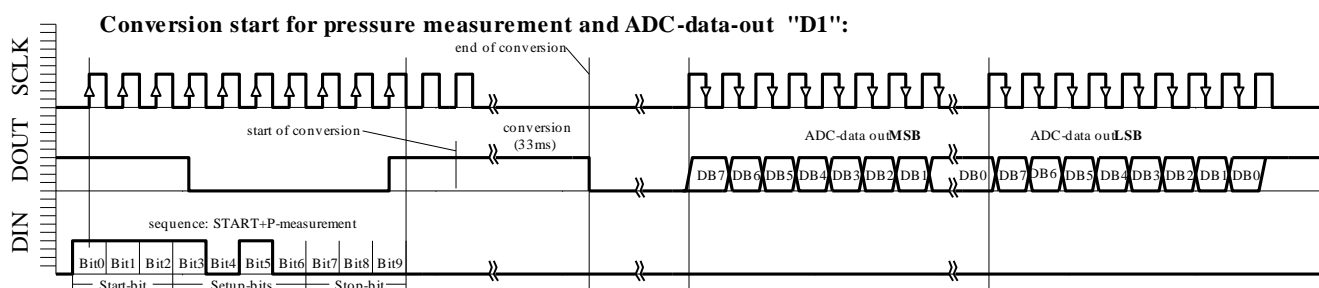 Conversion start for pressure measurement and ADC-data-out "D1":
end of conversion
SCLK
start of conversion
conversion
(33ms)
ADC-data outMSB
ADC-data outLSB
DOUT
DB7 DB6 DB5 DB4 DB3 DB2 DB1 DB0 DB7 DB6 DB5 DB4 DB3 DB2 DB1 DB0
DIN
sequence: START+P-measurement
Bit0 Bit1 Bit2 Bit3 Bit4 Bit5 Bit6 Bit7 Bit8 Bit9
Start-bit Setup-bits Stop-bit